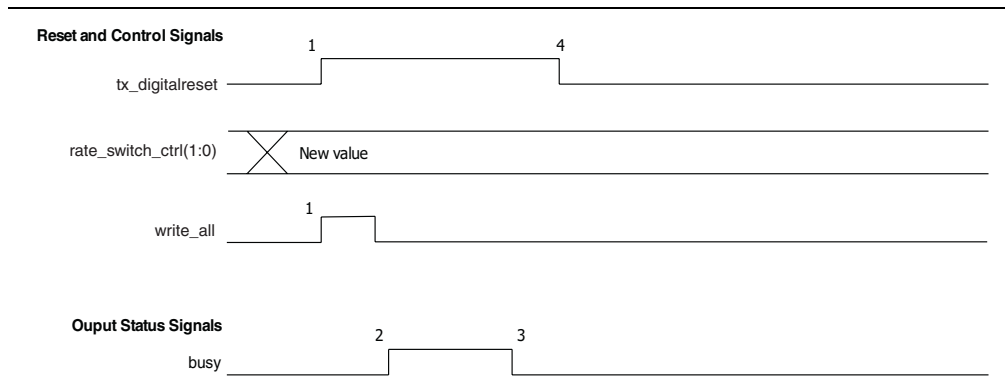 Reset and Control Signals
1
4
tx_digitalreset
rate_switch_ctrl(1:0)
New value
1
write_all
Ouput Status Signals
2
3
busy